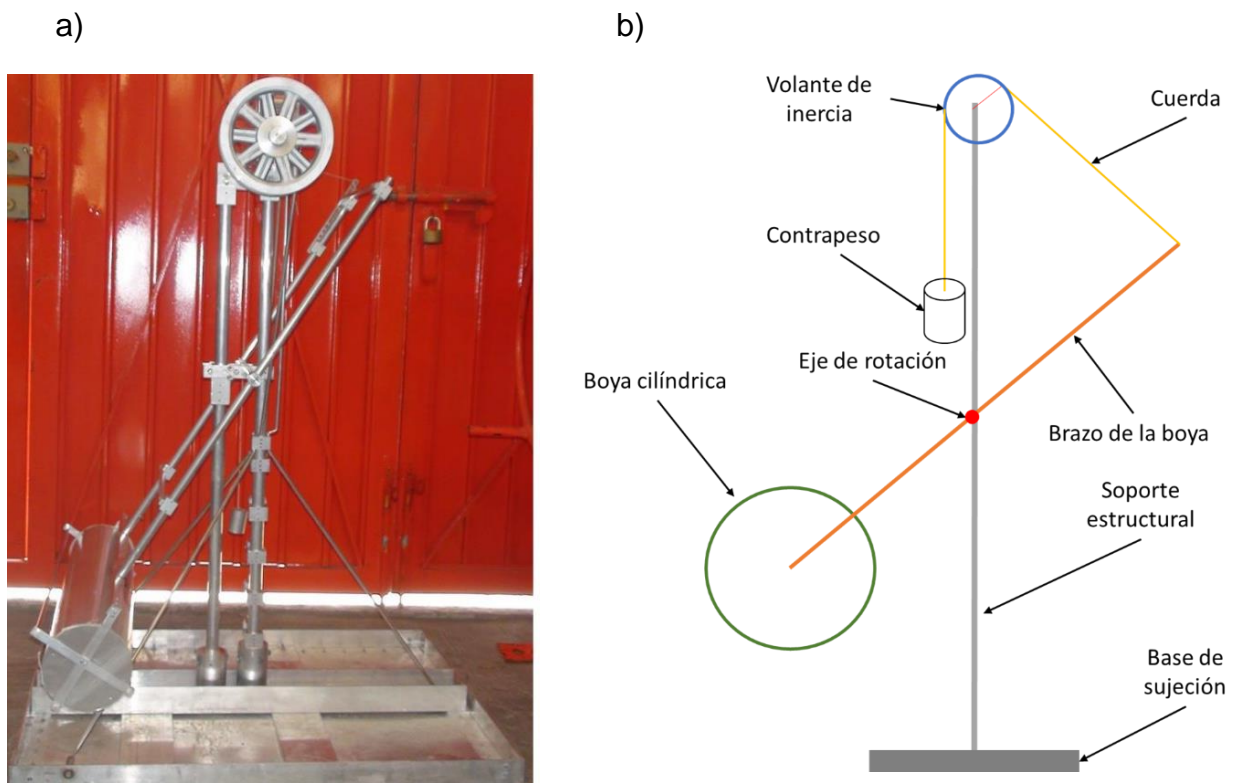 a)
b)
Volante de
inercia
Cuerda
Contrapeso
Eje de rotación
Boya cilíndrica
Brazo de la boya
Soporte
estructural
Base de
sujeción